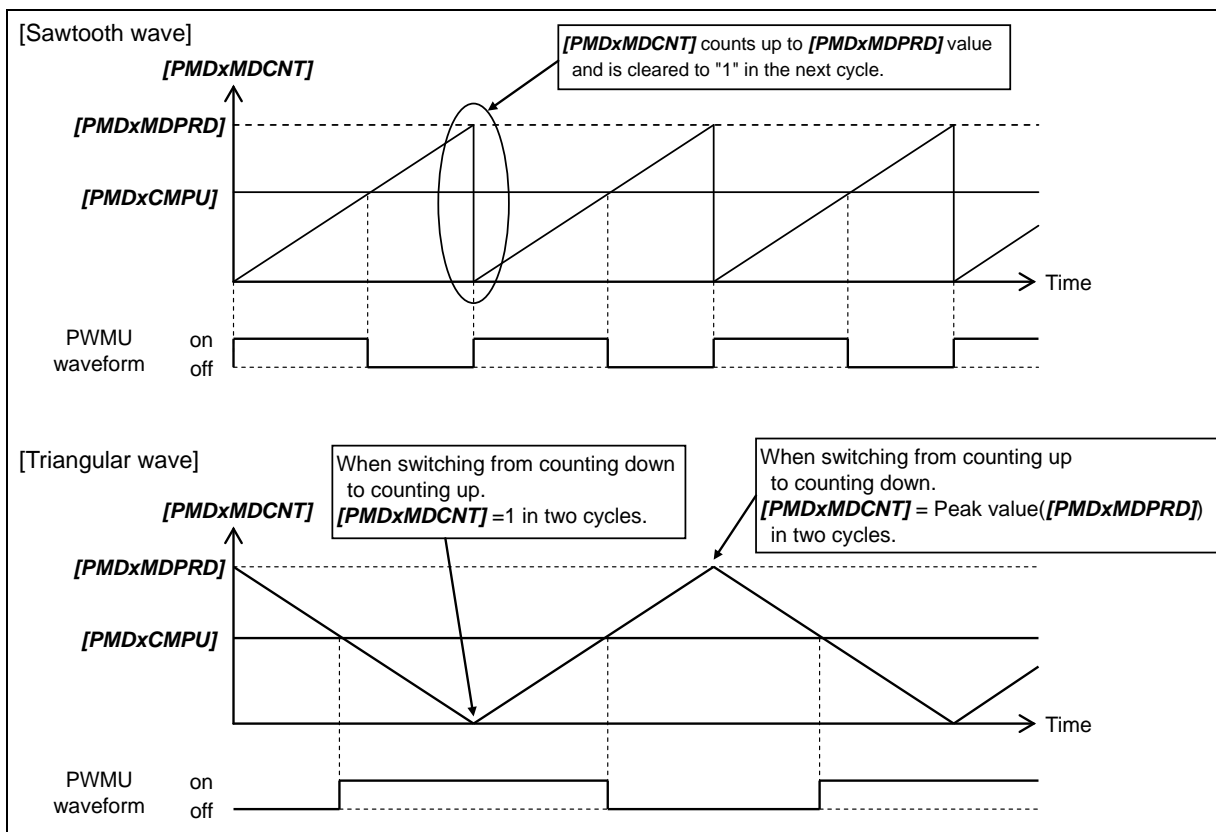 [Sawtooth wave]
[PMDxMDCNT] counts up to [PMDxMDPRD] value
and is cleared to "1" in the next cycle.
[PMDxMDCNT]
[PMDxMDPRD]
[PMDxCMPU]
Time
PWMU
waveform
on
off
[Triangular wave]
When switching from counting down
to counting up.
[PMDxMDCNT] =1 in two cycles.
When switching from counting up
to counting down.
[PMDxMDCNT] = Peak value([PMDxMDPRD])
in two cycles.
[PMDxMDCNT]
[PMDxMDPRD]
[PMDxCMPU]
Time
PWMU
waveform
on
off